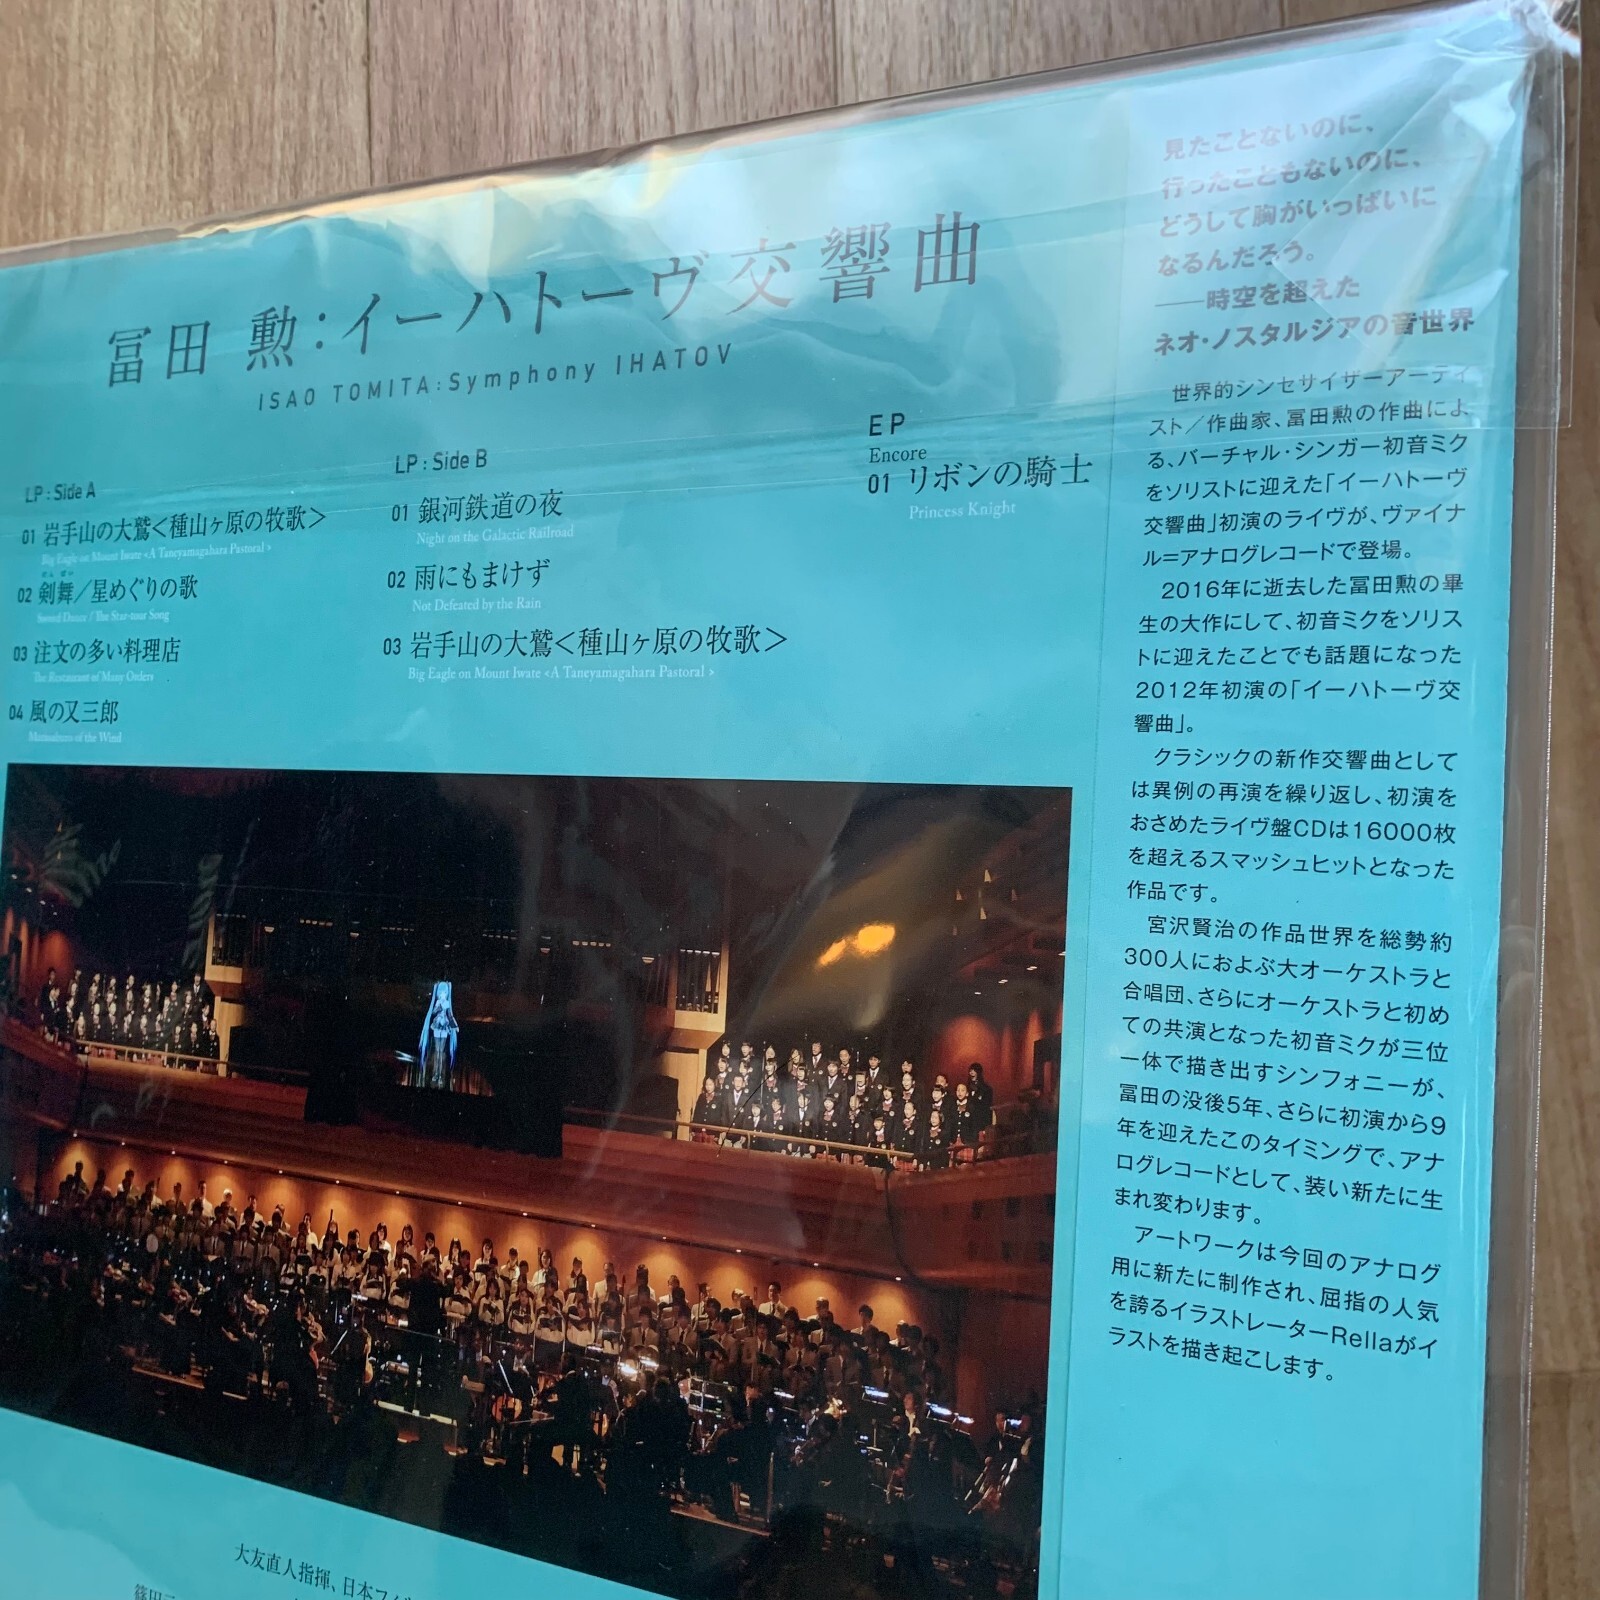 冨田 勲:イーハトーヴ交響曲
ISAO TOMITA:Symphony IHATOV
LP : Side A
01 岩手山の大鷲<種山ヶ原の牧歌>
Big Eagle on Mount Iwate <A Taneyamagahara Pastoral >
02 剣舞／星めぐりの歌
Sword Dance / The Star-tour Song
03 注文の多い料理店
The Restaurant of Many Orders
04 風の又三郎
Matasaburo of the Wind
LP : Side B
01 銀河鉄道の夜
Night on the Galactic Railroad
02 雨にもまけず
Not Defeated by the Rain
03 岩手山の大鷲<種山ヶ原の牧歌>
Big Eagle on Mount Iwate <A Taneyamagahara Pastoral >
EP
Encore
01 リボンの騎士
Princess Knight
見たことないのに、
行ったこともないのに、
どうして胸がいっぱいに
なるんだろう。
――時空を超えた
ネオ・ノスタルジアの音世界
世界的シンセサイザーアーティ
スト／作曲家、冨田勲の作曲によ
る、バーチャル・シンガー初音ミク
をソリストに迎えた「イーハトーヴ
交響曲」初演のライヴが、ヴァイナ
ル=アナログレコードで登場。
2016年に逝去した冨田勲の畢
生の大作にして、初音ミクをソリス
トに迎えたことでも話題になった
2012年初演の「イーハトーヴ交
響曲」。
クラシックの新作交響曲として
は異例の再演を繰り返し、初演を
おさめたライヴ盤CDは16000枚
を超えるスマッシュヒットとなった
作品です。
宮沢賢治の作品世界を総勢約
300人におよぶ大オーケストラと
合唱団、さらにオーケストラと初め
ての共演となった初音ミクが三位
一体で描き出すシンフォニーが、
冨田の没後5年、さらに初演から9
年を迎えたこのタイミングで、アナ
ログレコードとして、装い新たに生
まれ変わります。
アートワークは今回のアナログ
用に新たに制作され、屈指の人気
を誇るイラストレーターRellaがイ
ラストを描き起こします。
大友直人指揮、日本フィ
篠田